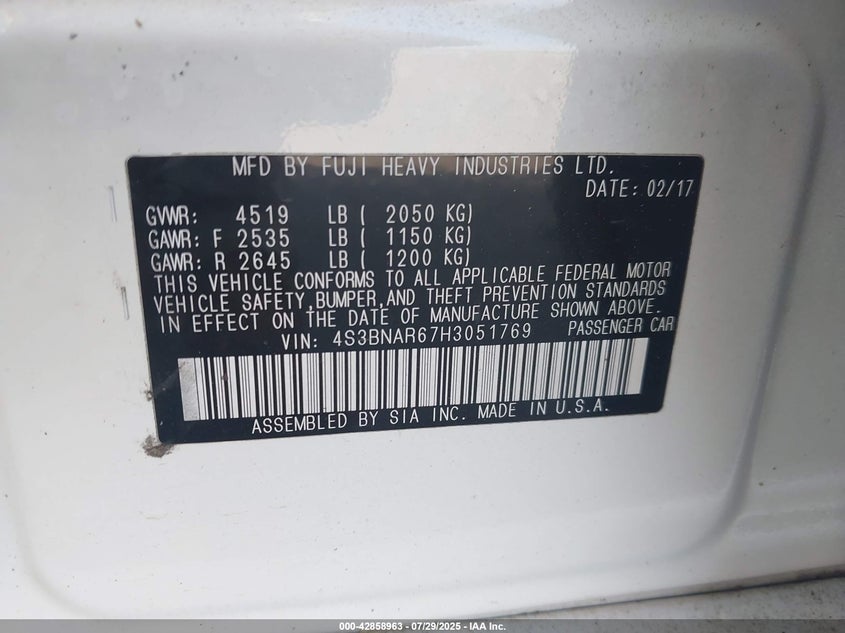 MFD BY FUJI HEAVY INDUSTRIES LTD.
DATE: 02/17
GVWR: 4519 LB ( 2050 KG)
GAWR: F 2535 LB ( 1150 KG)
GAWR: R 2645 LB ( 1200 KG)
THIS VEHICLE CONFORMS TO ALL APPLICABLE FEDERAL MOTOR
VEHICLE SAFETY,BUMPER,AND THEFT PREVENTION STANDARDS
IN EFFECT ON THE DATE OF MANUFACTURE SHOWN ABOVE.
VIN: 4S3BNAR67H3051769 PASSENGER CAR
ASSEMBLED BY SIA INC. MADE IN U.S.A.
000-42858963 - 07/29/2025 - IAA Inc.